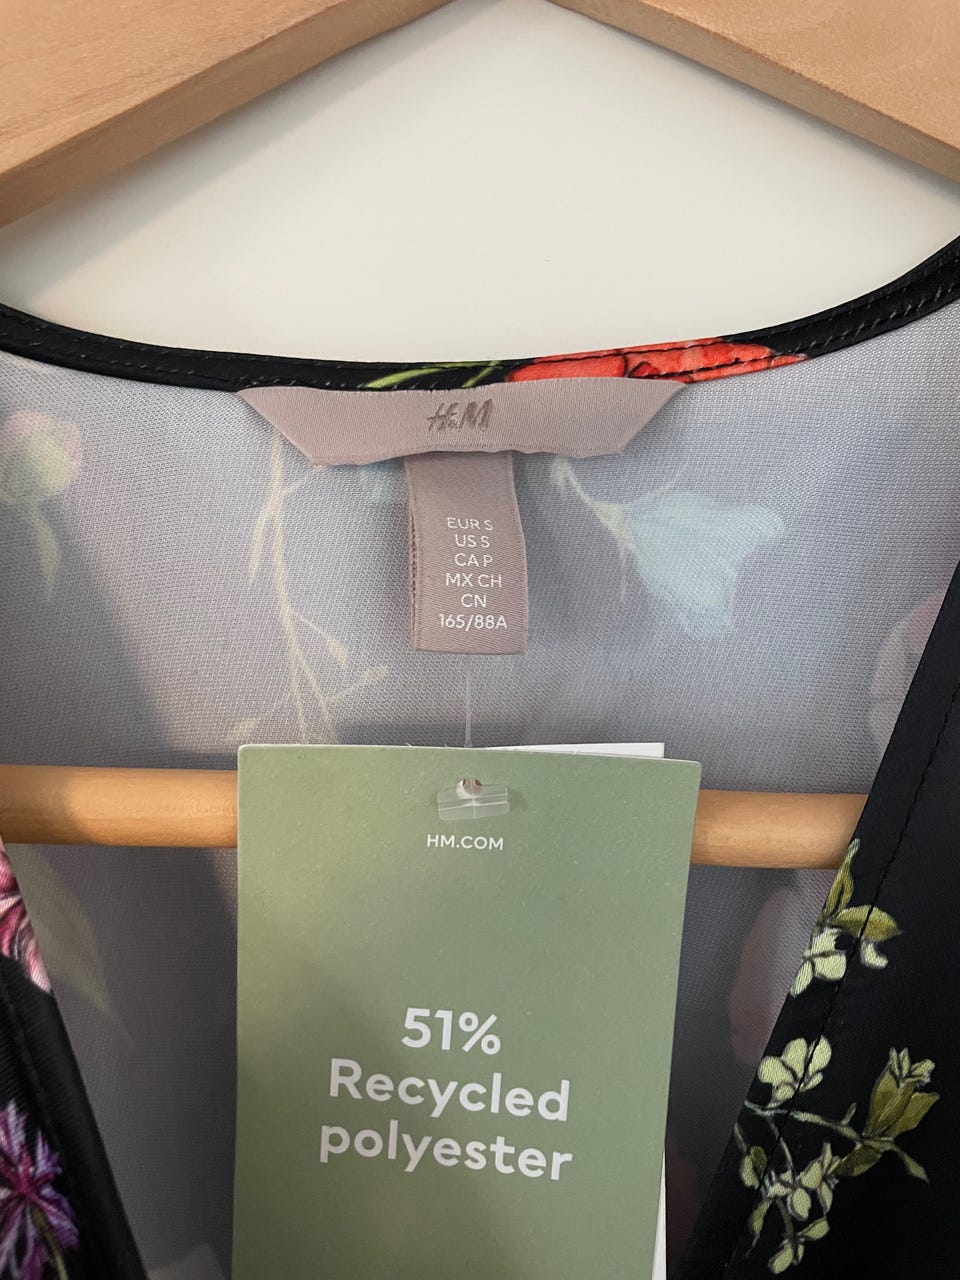 H&M
EUR S
US S
CA P
MX CH
CN
165/88A
HM.COM
51%
Recycled
polyester